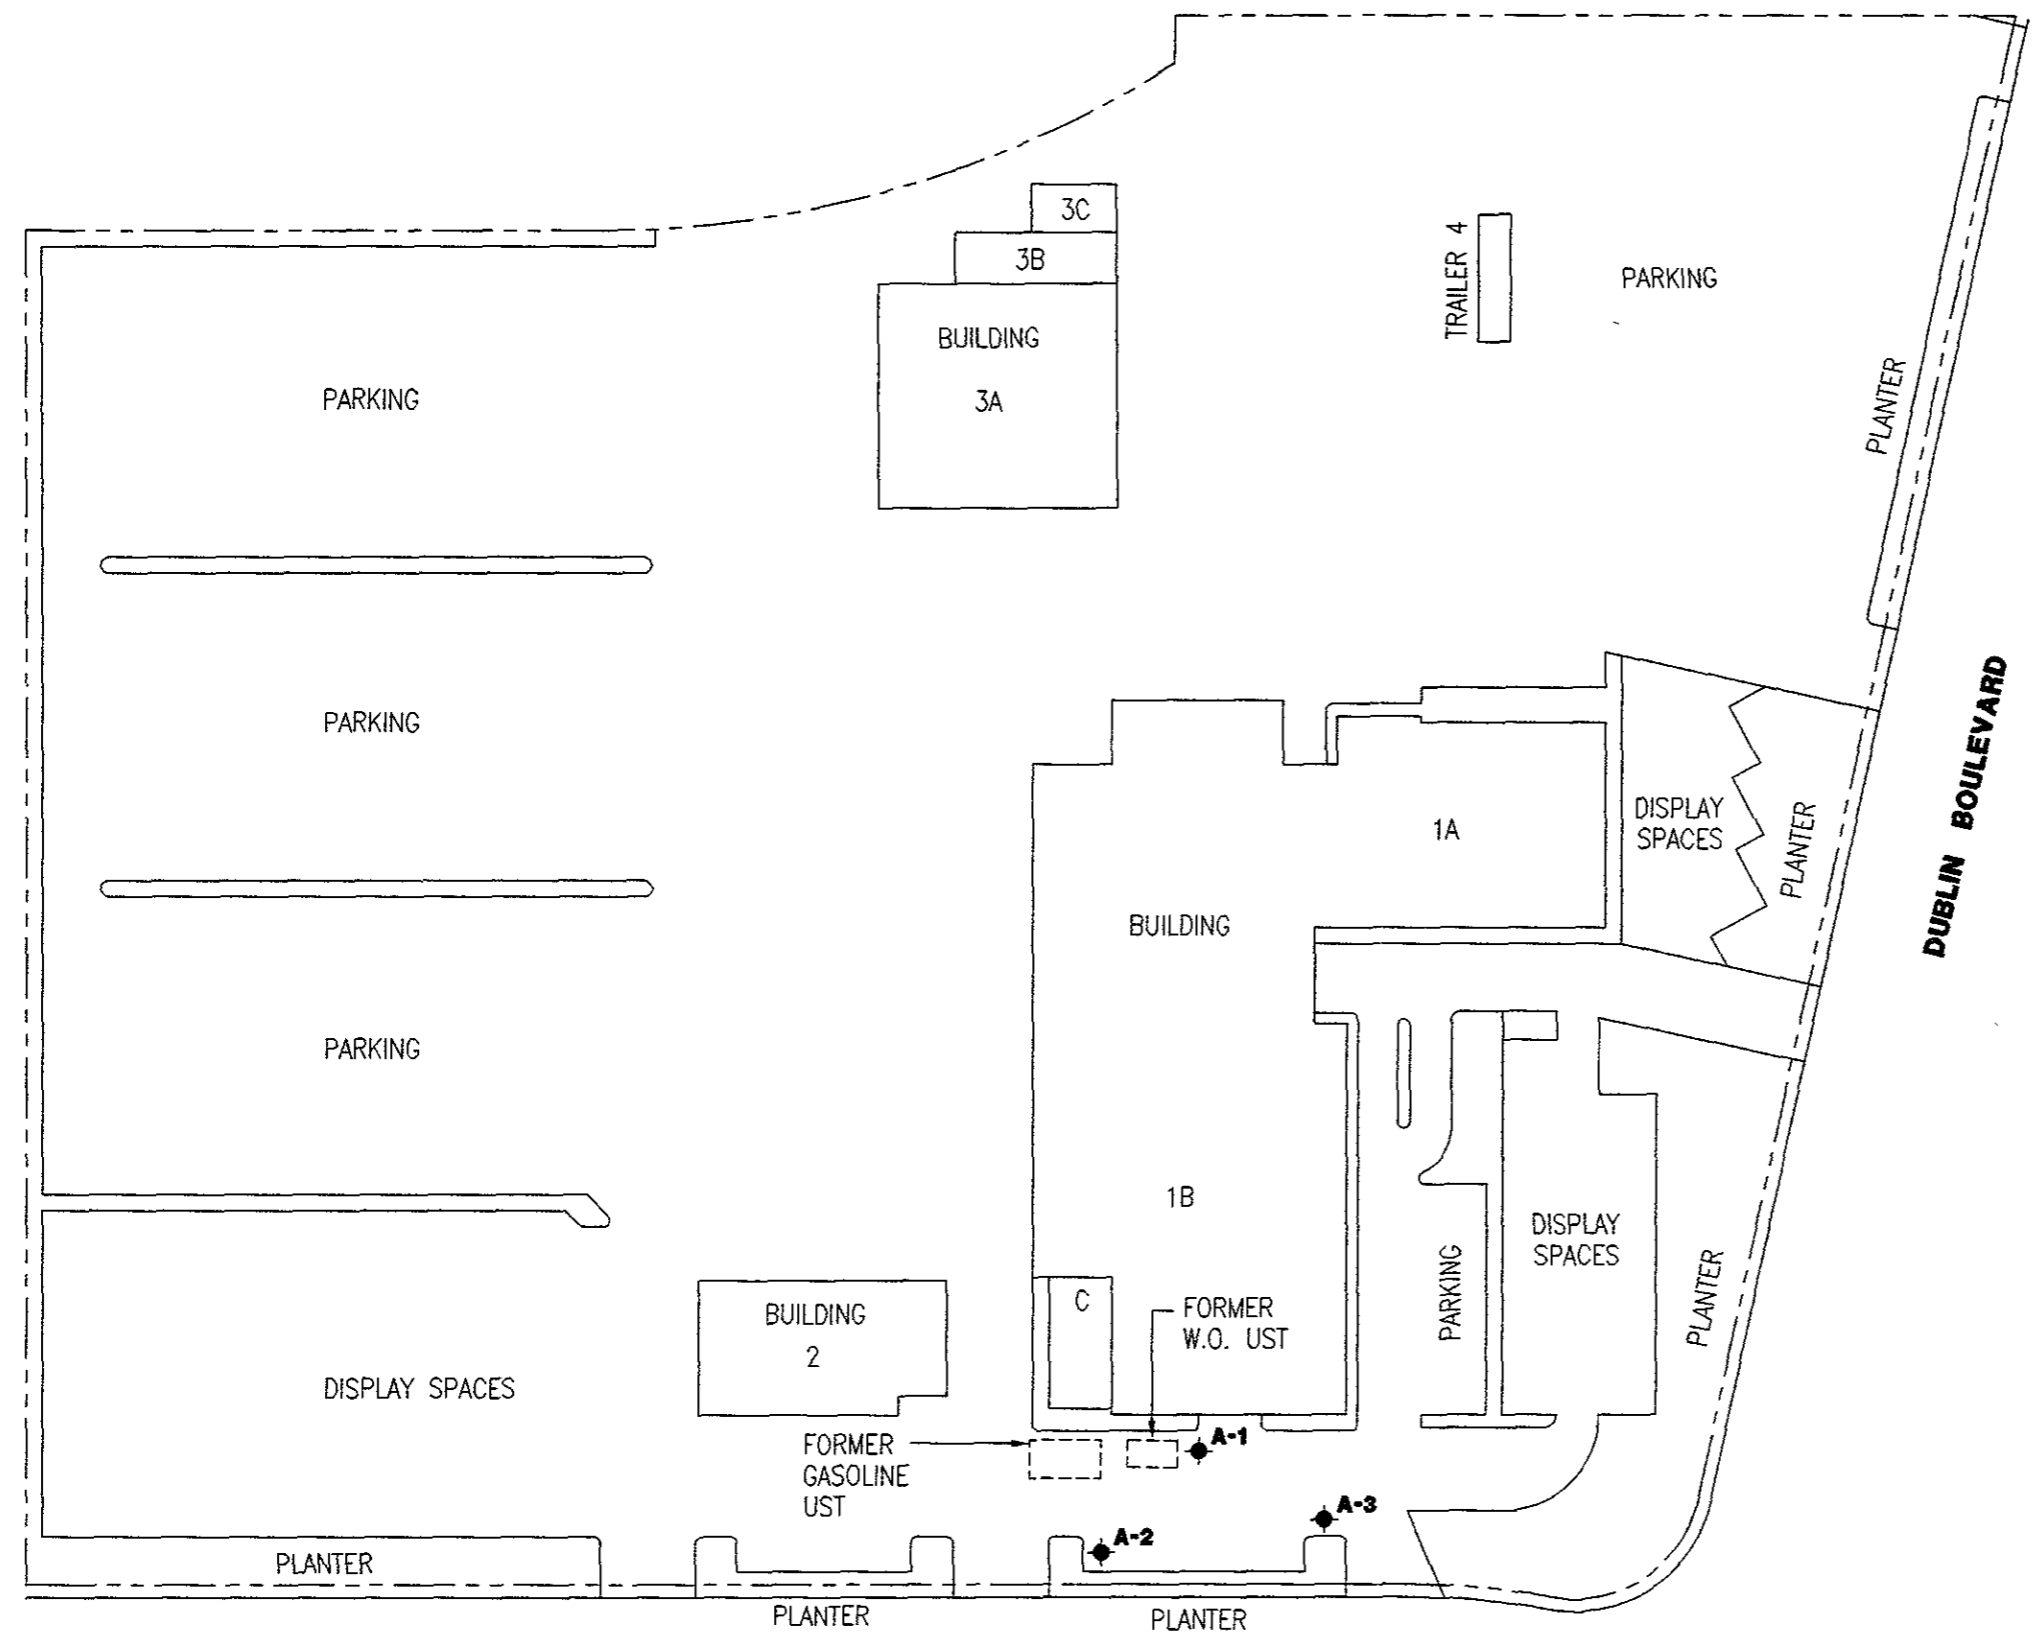 3C
3B
BUILDING
3A
TRAILER 4
PARKING
PARKING
PLANTER
PARKING
DUBLIN BOULEVARD
DISPLAY
SPACES
PLANTER
1A
BUILDING
PARKING
1B
DISPLAY
SPACES
PARKING
PLANTER
C
FORMER
W.O. UST
BUILDING
2
DISPLAY SPACES
FORMER
GASOLINE
UST
A-1
A-3
A-2
PLANTER
PLANTER
PLANTER